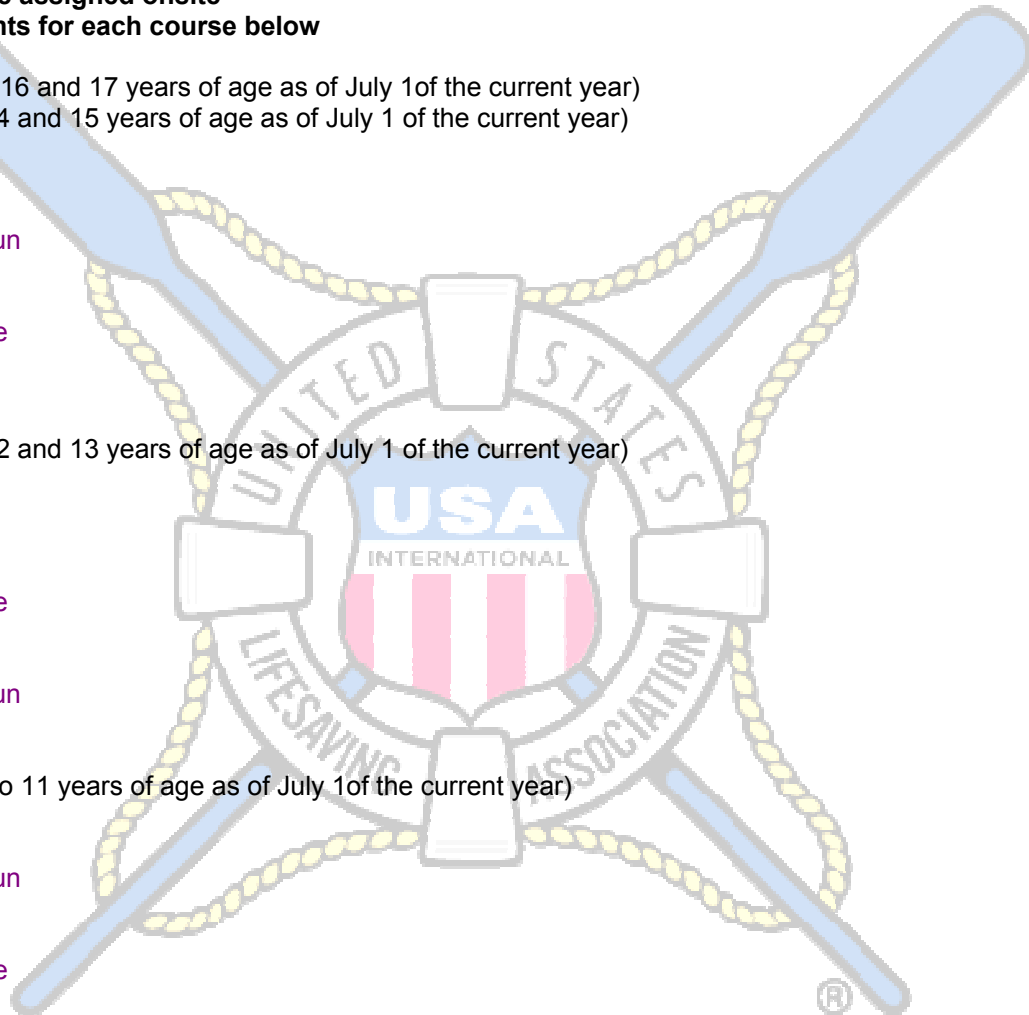 assigned onsite
nts for each course below
16 and 17 years of age as of July 1of the current year)
4 and 15 years of age as of July 1 of the current year)
un
e
2 and 13 years of age as of July 1 of the current year)
e
un
o 11 years of age as of July 1of the current year)
un
e
UNITED STATES
USA
INTERNATIONAL
LIFESAVING ASSOCIATION
®